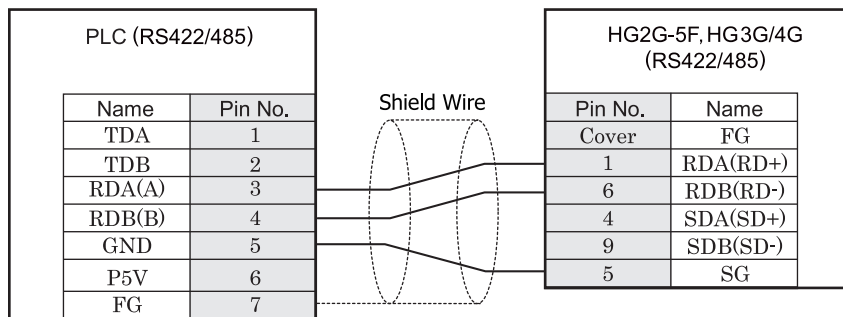 PLC (RS422/485)
Name Pin No.
TDA 1
TDB 2
RDA(A) 3
RDB(B) 4
GND 5
P5V 6
FG 7
Shield Wire
HG2G-5F, HG3G/4G
(RS422/485)
Pin No. Name
Cover FG
1 RDA(RD+)
6 RDB(RD-)
4 SDA(SD+)
9 SDB(SD-)
5 SG